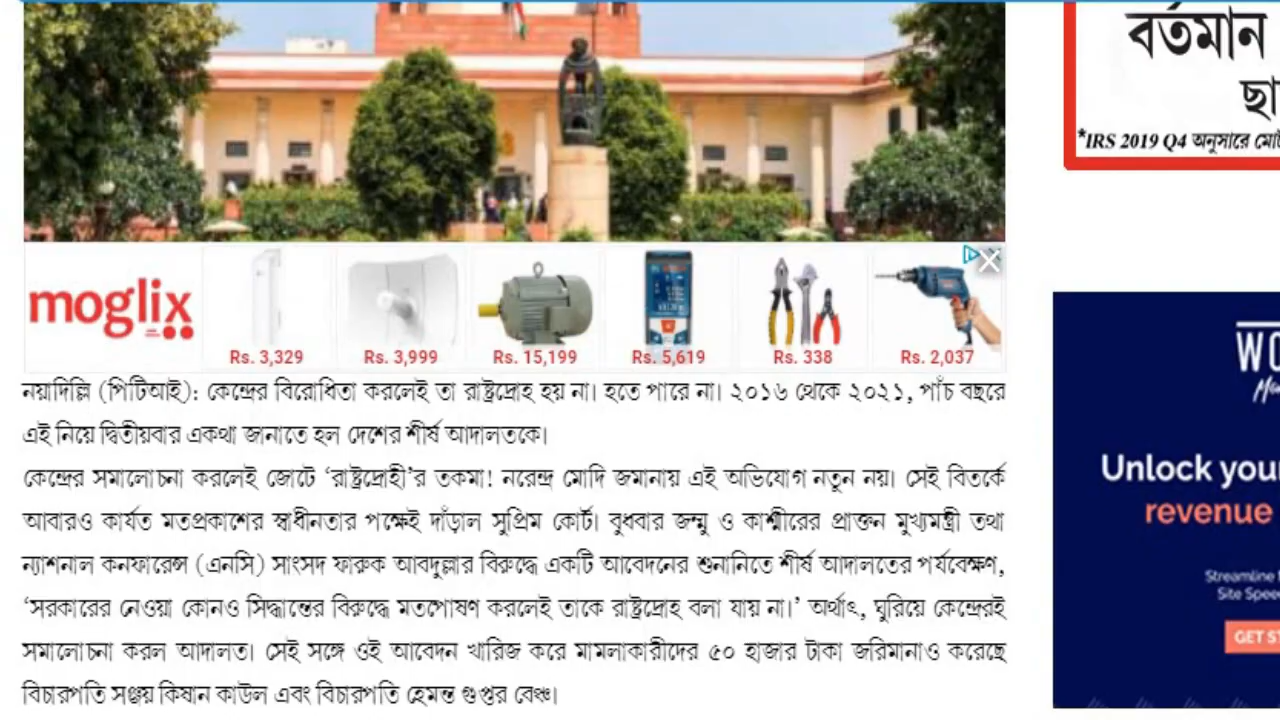 বর্তমান
*IRS 2019 Q4 অনুসারে
moglix
Rs. 3,329
Rs. 3,999
Rs. 15,199
Rs. 5,619
Rs. 338
Rs. 2,037
নয়াদিল্লি (পিটিআই): কেন্দ্রের বিরোধিতা করলেই তা রাষ্ট্রদ্রোহ হয় না। হতে পারে না। ২০১৬ থেকে ২০২১, পাঁচ বছরে
এই নিয়ে দ্বিতীয়বার একথা জানাতে হল দেশের শীর্ষ আদালতকে।
কেন্দ্রের সমালোচনা করলেই জোটে ‘রাষ্ট্রদ্রোহী’র তকমা! নরেন্দ্র মোদি জমানায় এই অভিযোগ নতুন নয়। সেই বিতর্কে
আবারও কার্যত মতপ্রকাশের স্বাধীনতার পক্ষেই দাঁড়াল সুপ্রিম কোর্ট। বুধবার জম্মু ও কাশ্মীরের প্রাক্তন মুখ্যমন্ত্রী তথা
ন্যাশনাল কনফারেন্স (এনসি) সাংসদ ফারুক আবদুল্লার বিরুদ্ধে একটি আবেদনের শুনানিতে শীর্ষ আদালতের পর্যবেক্ষণ,
‘সরকারের নেওয়া কোনও সিদ্ধান্তের বিরুদ্ধে মতপোষণ করলেই তাকে রাষ্ট্রদ্রোহ বলা যায় না।’ অর্থাৎ, ঘুরিয়ে কেন্দ্রেরই
সমালোচনা করল আদালত। সেই সঙ্গে ওই আবেদন খারিজ করে মামলাকারীদের ৫০ হাজার টাকা জরিমানাও করেছে
বিচারপতি সঞ্জয় কিষান কাউল এবং বিচারপতি হেমন্ত গুপ্তর বেঞ্চ।
Unlock your
revenue
Streamline
Site Spee
GET ST